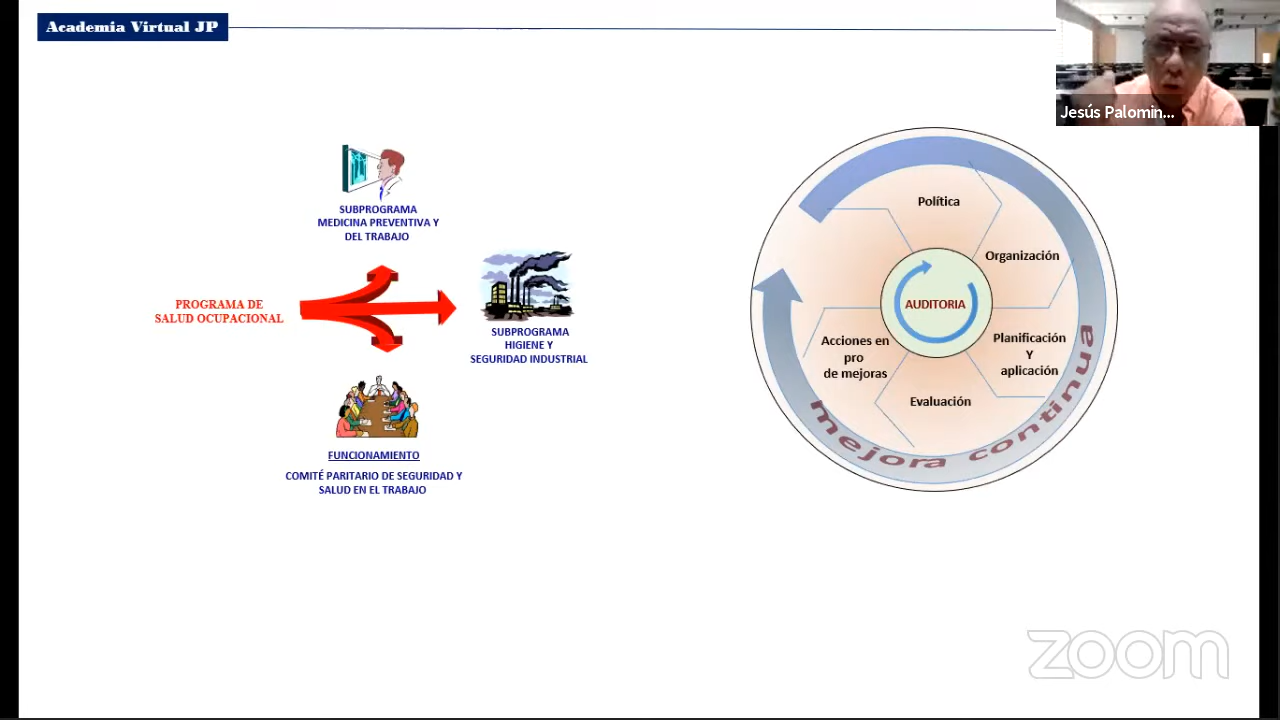 Academia Virtual JP
Jesús Palomin...
SUBPROGRAMA
MEDICINA PREVENTIVA Y
DEL TRABAJO
PROGRAMA DE
SALUD OCUPACIONAL
SUBPROGRAMA
HIGIENE Y
SEGURIDAD INDUSTRIAL
FUNCIONAMIENTO
COMITÉ PARITARIO DE SEGURIDAD Y
SALUD EN EL TRABAJO
Política
Organización
AUDITORIA
Planificación
Y
aplicación
Acciones en
pro
de mejoras
Evaluación
mejora continua
zoom